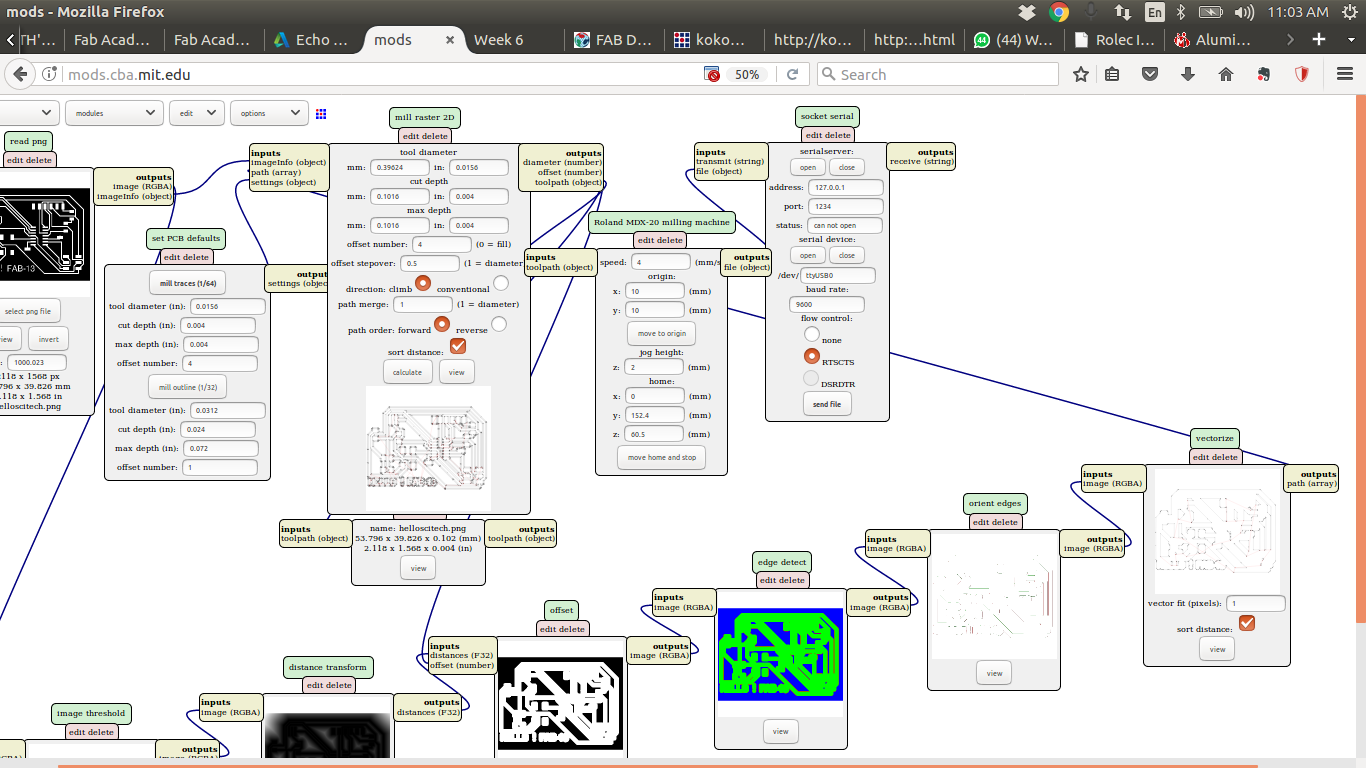 mods - Mozilla Firefox
En
11:03 AM
TH'...
Fab Acad...
Fab Acad...
Echo ...
mods
Week 6
FAB D...
koko...
http://ko...
http:...html
(44) W...
Rolec I...
Alumi...
mods.cba.mit.edu
50%
Search
modules
edit
options
read png
edit delete
outputs
image (RGBA)
imageInfo (object)
! FAB-13
select png file
view
invert
: 1000.023
2.118 x 1568 px
.796 x 39.826 mm
.118 x 1.568 in
helloscitech.png
set PCB defaults
edit delete
outputs
settings (object)
mill traces (1/64)
tool diameter (in): 0.0156
cut depth (in): 0.004
max depth (in): 0.004
offset number: 4
mill outline (1/32)
tool diameter (in): 0.0312
cut depth (in): 0.024
max depth (in): 0.072
offset number: 1
mill raster 2D
edit delete
inputs
imageInfo (object)
path (array)
settings (object)
outputs
diameter (number)
offset (number)
toolpath (object)
tool diameter
mm: 0.39624 in: 0.0156
cut depth
mm: 0.1016 in: 0.004
max depth
mm: 0.1016 in: 0.004
offset number: 4 (0 = fill)
offset stepover: 0.5 (1 = diameter
direction: climb conventional
path merge: 1 (1 = diameter)
path order: forward reverse
sort distance:
calculate view
inputs
toolpath (object)
name: helloscitech.png
53.796 x 39.826 x 0.102 (mm)
2.118 x 1.568 x 0.004 (in)
view
outputs
toolpath (object)
Roland MDX-20 milling machine
edit delete
inputs
toolpath (object)
outputs
file (object)
speed: 4 (mm/s
origin:
x: 10 (mm)
y: 10 (mm)
move to origin
jog height:
z: 2 (mm)
home:
x: 0 (mm)
y: 152.4 (mm)
z: 60.5 (mm)
move home and stop
socket serial
edit delete
inputs
transmit (string)
file (object)
outputs
receive (string)
serialserver:
open close
address: 127.0.0.1
port: 1234
status: can not open
serial device:
open close
/dev/ ttyUSB0
baud rate:
9600
flow control:
none
RTSCTS
DSRDTR
send file
vectorize
edit delete
inputs
image (RGBA)
outputs
path (array)
vector fit (pixels): 1
sort distance:
view
orient edges
edit delete
inputs
image (RGBA)
outputs
image (RGBA)
view
edge detect
edit delete
inputs
image (RGBA)
outputs
image (RGBA)
view
offset
edit delete
inputs
distances (F32)
offset (number)
outputs
image (RGBA)
distance transform
edit delete
inputs
image (RGBA)
outputs
distances (F32)
image threshold
edit delete
outputs
image (RGBA)